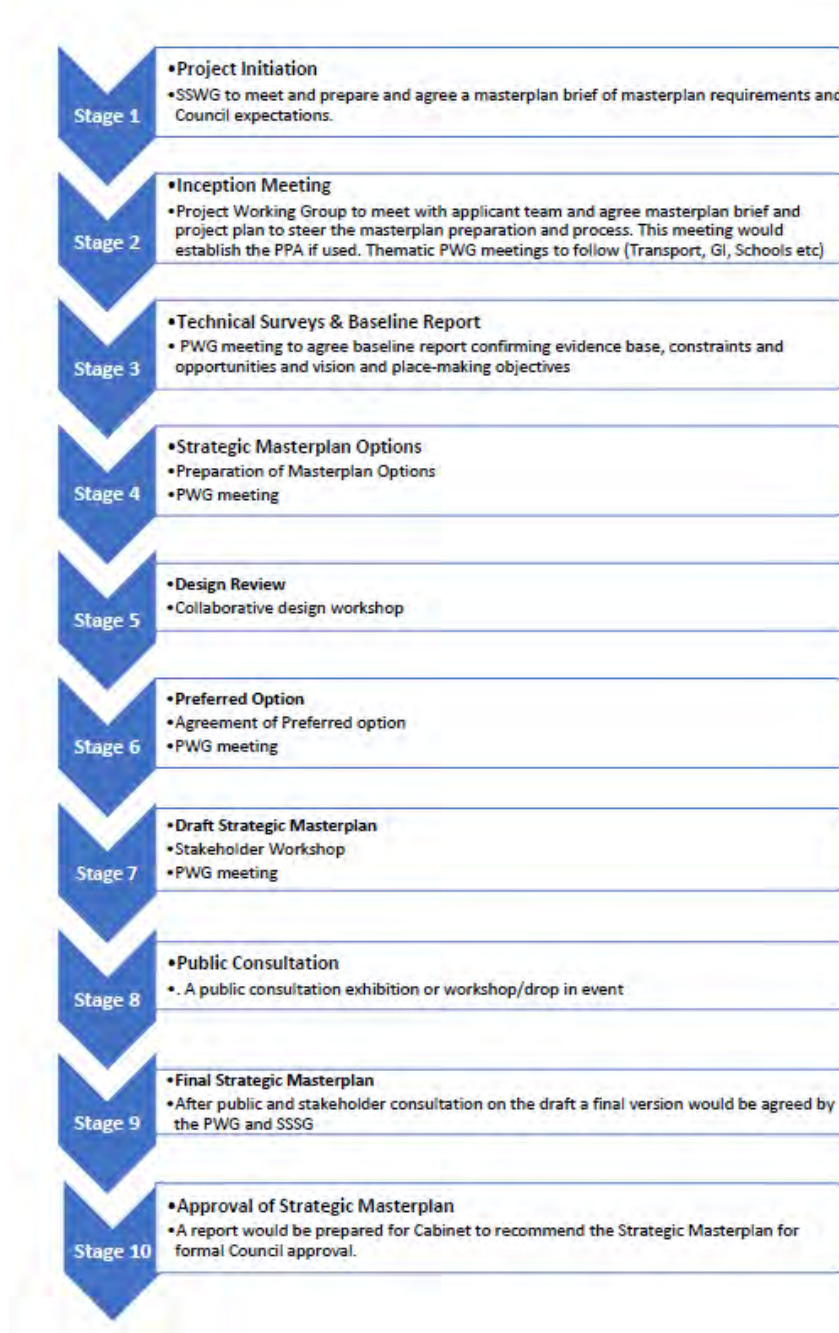 Stage 1
•Project Initiation
•SSWG to meet and prepare and agree a masterplan brief of masterplan requirements and
Council expectations.
Stage 2
•Inception Meeting
•Project Working Group to meet with applicant team and agree masterplan brief and
project plan to steer the masterplan preparation and process. This meeting would
establish the PPA if used. Thematic PWG meetings to follow (Transport, GI, Schools etc)
Stage 3
•Technical Surveys & Baseline Report
• PWG meeting to agree baseline report confirming evidence base, constraints and
opportunities and vision and place-making objectives
Stage 4
•Strategic Masterplan Options
•Preparation of Masterplan Options
•PWG meeting
Stage 5
•Design Review
•Collaborative design workshop
Stage 6
•Preferred Option
•Agreement of Preferred option
•PWG meeting
Stage 7
•Draft Strategic Masterplan
•Stakeholder Workshop
•PWG meeting
Stage 8
•Public Consultation
•. A public consultation exhibition or workshop/drop in event
Stage 9
•Final Strategic Masterplan
•After public and stakeholder consultation on the draft a final version would be agreed by
the PWG and SSSG
Stage 10
•Approval of Strategic Masterplan
•A report would be prepared for Cabinet to recommend the Strategic Masterplan for
formal Council approval.